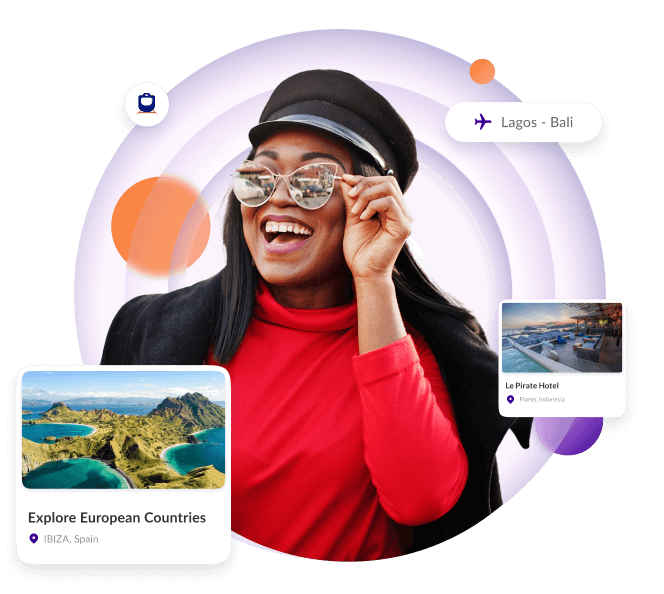 Lagos - Bali
Le Pirate Hotel
Flores, Indonesia
Explore European Countries
IBIZA, Spain